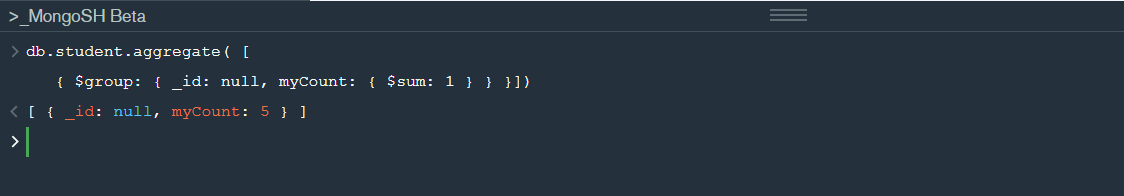 >_MongoSH Beta
> db.student.aggregate( [
{ $group: { _id: null, myCount: { $sum: 1 } } }])
< [ { _id: null, myCount: 5 } ]
>